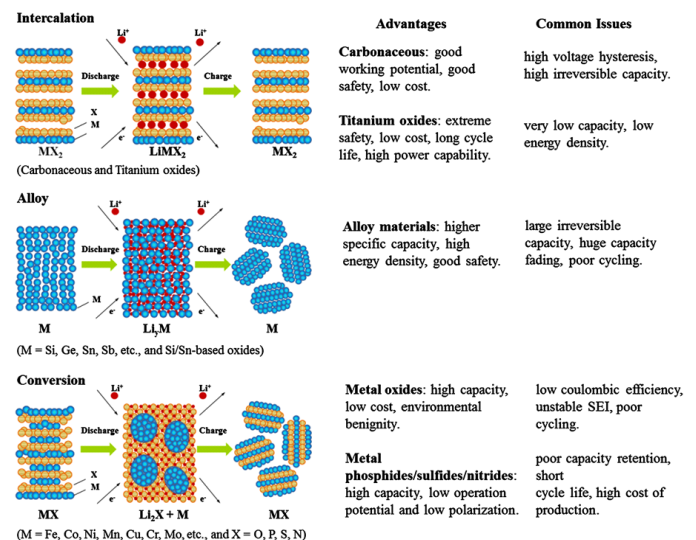 Intercalation
Advantages
Common Issues
Li⁺
Li⁺
Discharge
Charge
X
M
e⁻
e⁻
MX₂
LiMX₂
MX₂
(Carbonaceous and Titanium oxides)
Carbonaceous: good
working potential, good
safety, low cost.
high voltage hysteresis,
high irreversible capacity.
Titanium oxides: extreme
safety, low cost, long cycle
life, high power capability.
very low capacity, low
energy density.
Alloy
Li⁺
Li⁺
Discharge
Charge
M
e⁻
e⁻
M
LiᵧM
M
(M = Si, Ge, Sn, Sb, etc., and Si/Sn-based oxides)
Alloy materials: higher
specific capacity, high
energy density, good safety.
large irreversible
capacity, huge capacity
fading, poor cycling.
Conversion
Li⁺
Li⁺
Discharge
Charge
X
M
e⁻
e⁻
MX
Li₂X + M
MX
(M = Fe, Co, Ni, Mn, Cu, Cr, Mo, etc., and X = O, P, S, N)
Metal oxides: high capacity,
low cost, environmental
benignity.
low coulombic efficiency,
unstable SEI, poor
cycling.
Metal
phosphides/sulfides/nitrides:
high capacity, low operation
potential and low polarization.
poor capacity retention,
short
cycle life, high cost of
production.